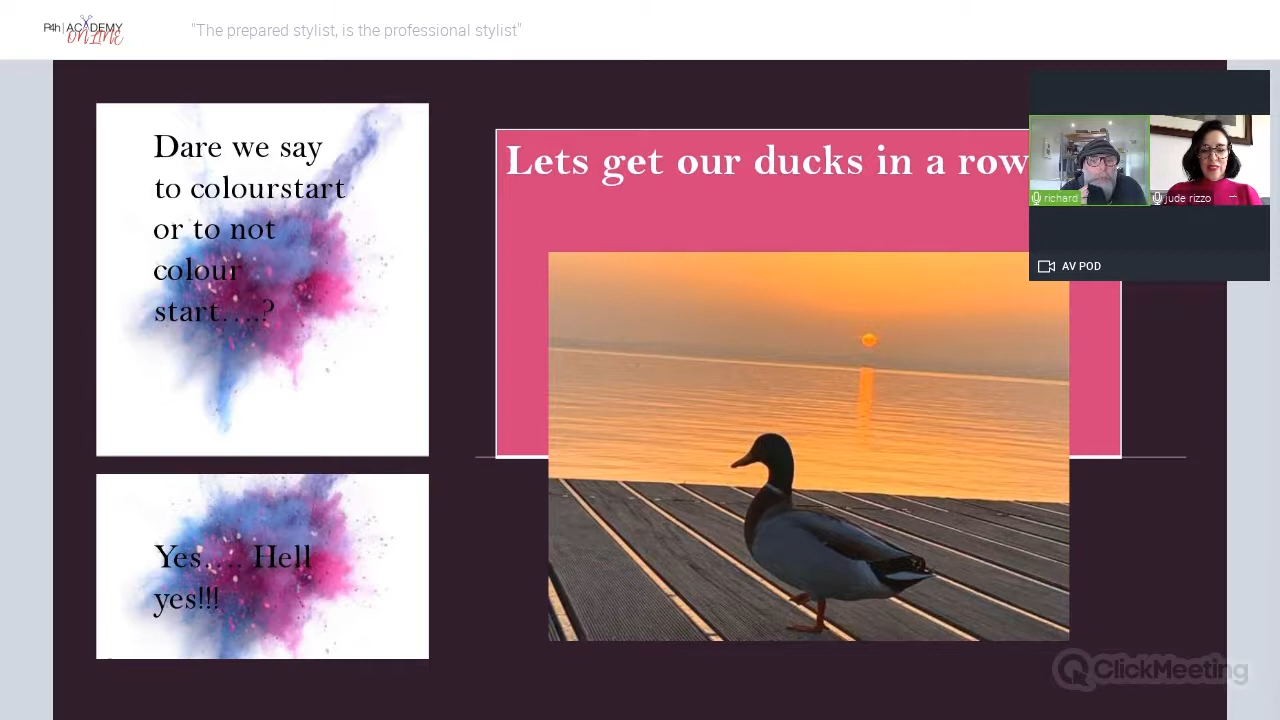 P4h | ACADEMY
ONLINE
"The prepared stylist, is the professional stylist"
Dare we say
to colourstart
or to not
colour
start….?
Yes…. Hell
yes!!!
Lets get our ducks in a row
richard
jude rizzo
AV POD
ClickMeeting